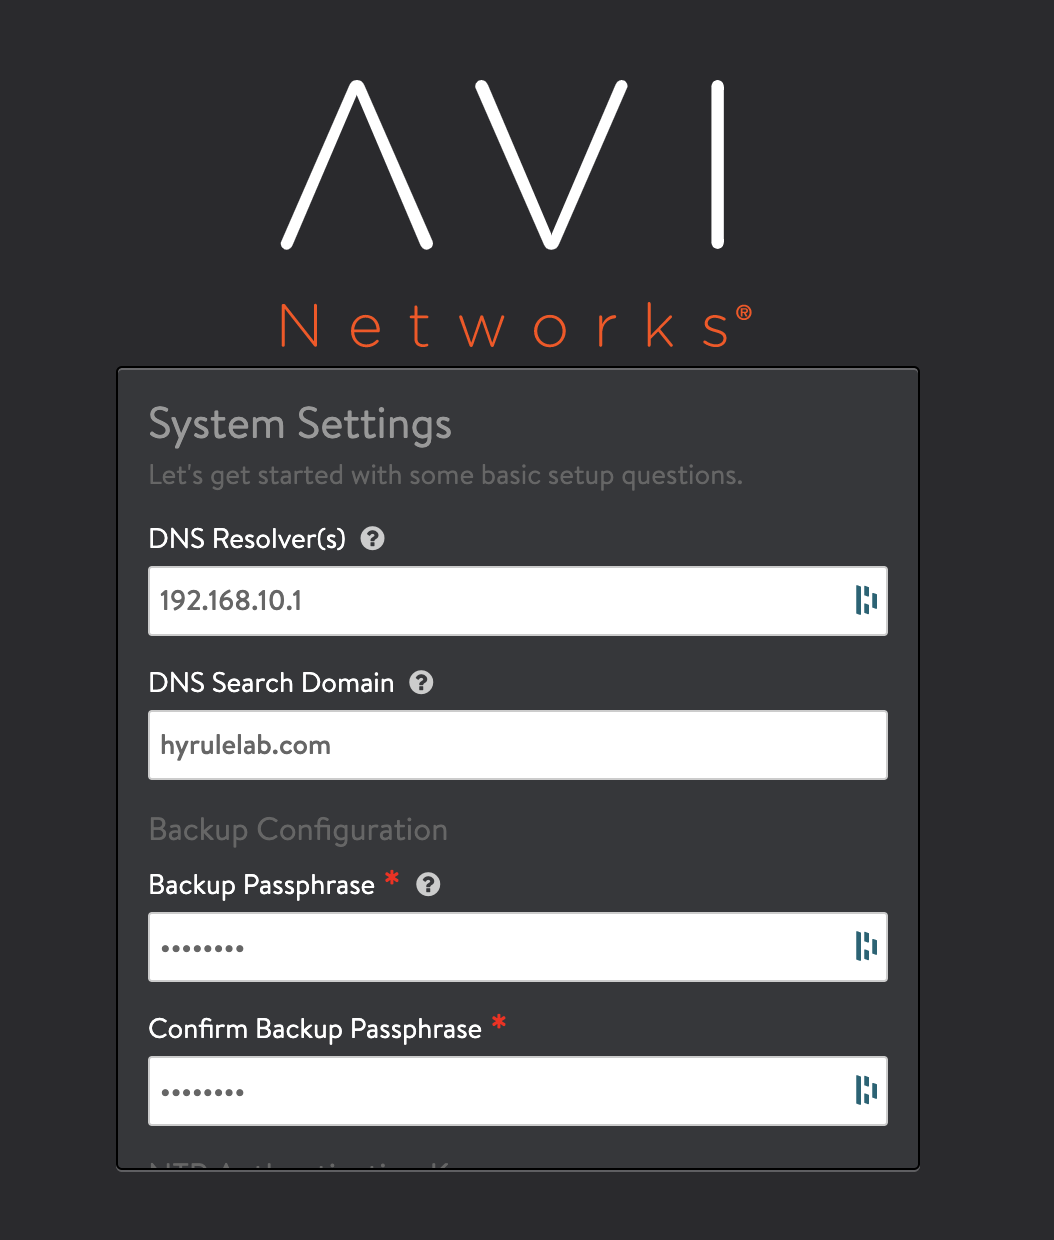 AVI
Networks®
System Settings
Let's get started with some basic setup questions.
DNS Resolver(s) ?
192.168.10.1
DNS Search Domain ?
hyrulelab.com
Backup Configuration
Backup Passphrase * ?
••••••••
Confirm Backup Passphrase *
••••••••